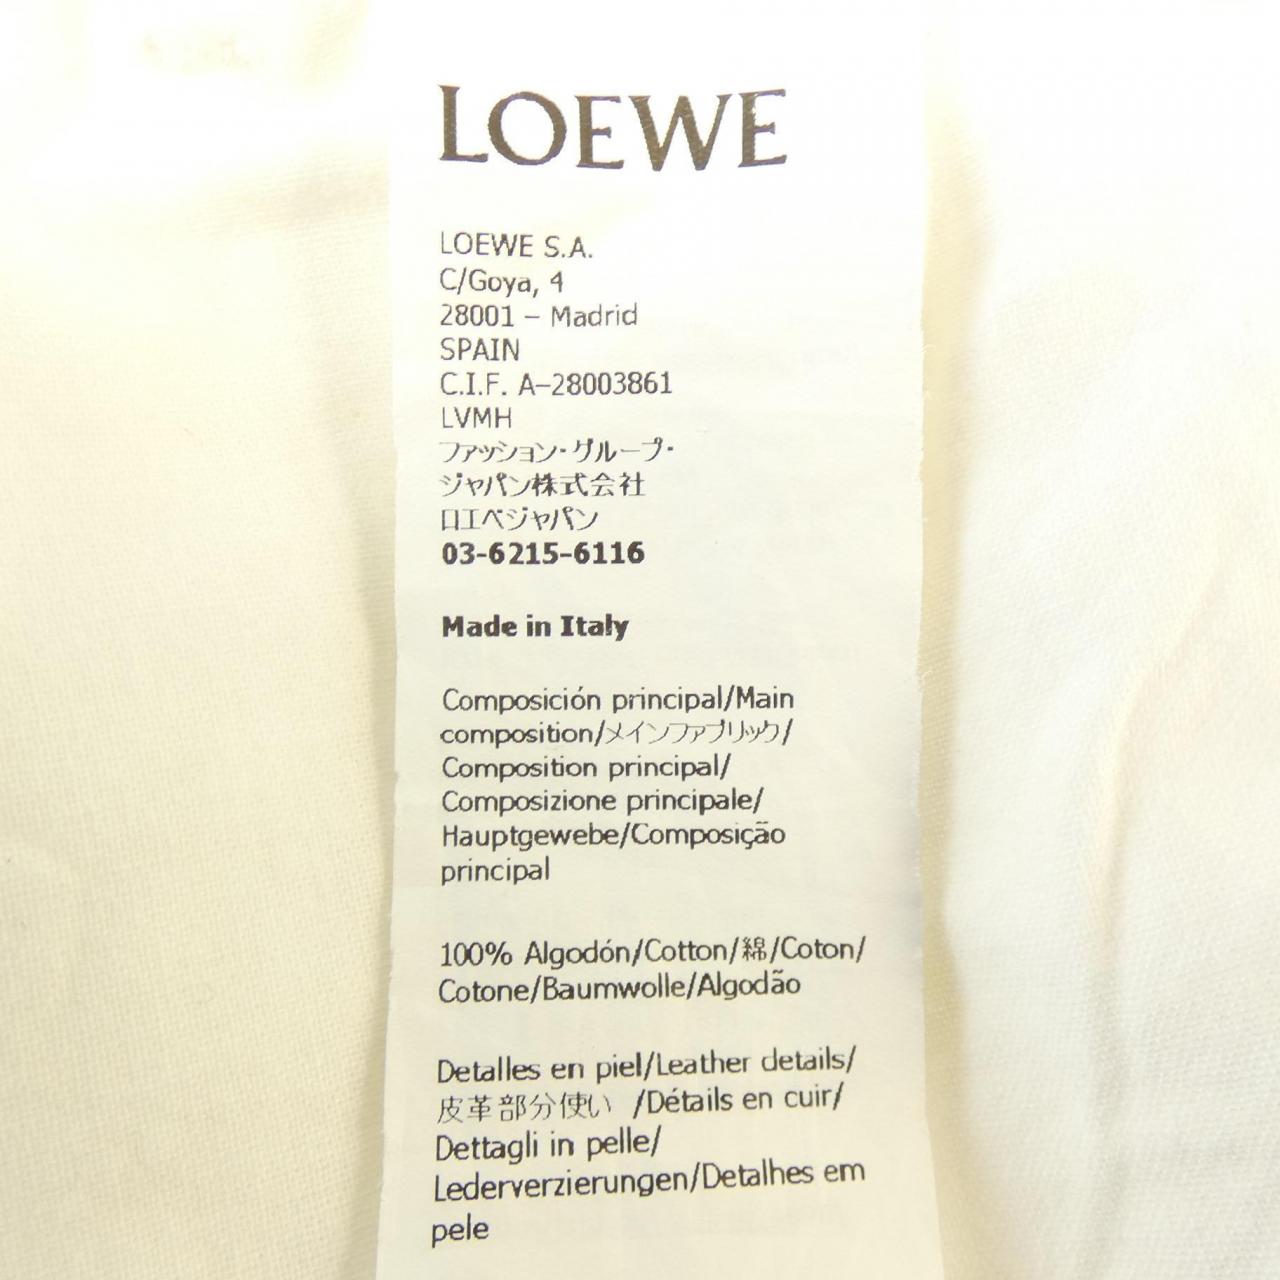 LOEWE
LOEWE S.A.
C/Goya, 4
28001 – Madrid
SPAIN
C.I.F. A–28003861
LVMH
ファッション・グループ・
ジャパン株式会社
ロエベジャパン
03-6215-6116
Made in Italy
Composición principal/Main
composition/メインファブリック/
Composition principal/
Composizione principale/
Hauptgewebe/Composição
principal
100% Algodón/Cotton/綿/Coton/
Cotone/Baumwolle/Algodão
Detalles en piel/Leather details/
皮革部分使い /Détails en cuir/
Dettagli in pelle/
Lederverzierungen/Detalhes em
pele